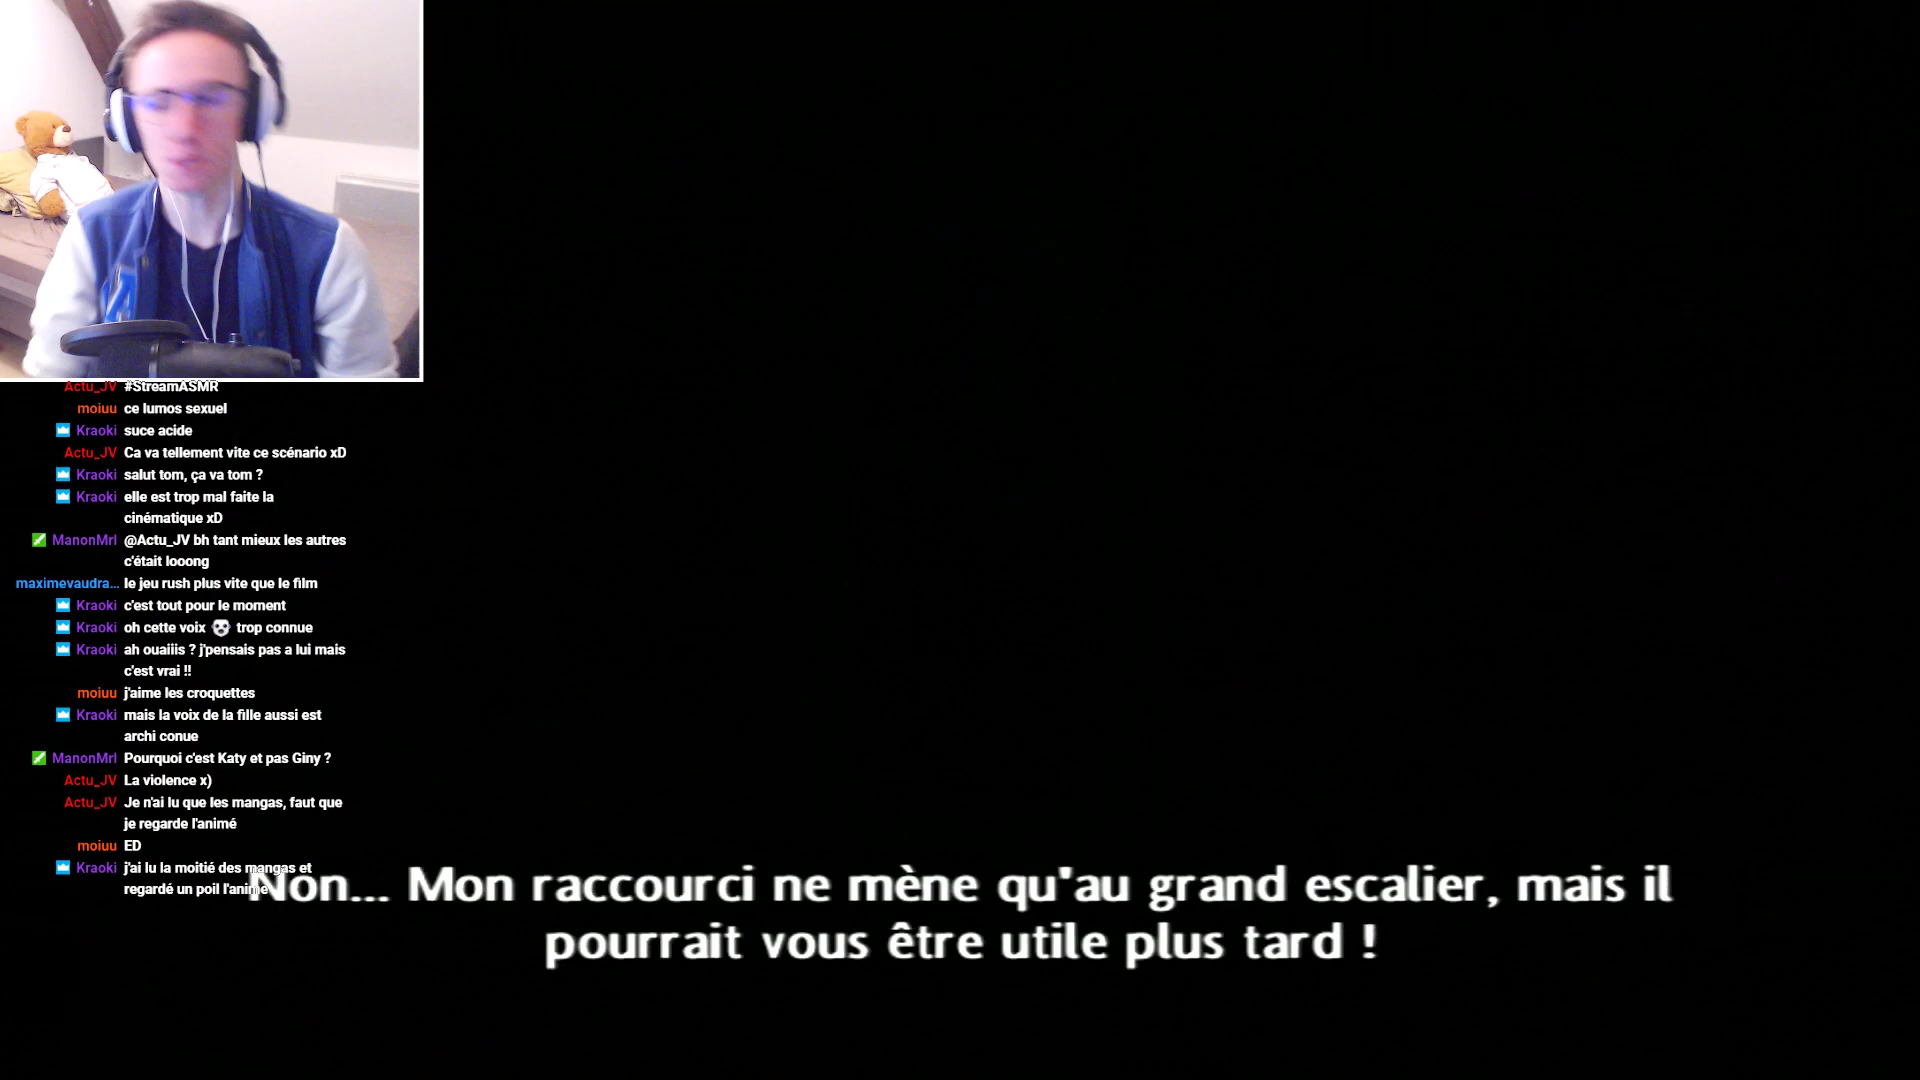 Actu_JV #StreamASMR
moiuu ce lumos sexuel
Kraoki suce acide
Actu_JV Ca va tellement vite ce scénario xD
Kraoki salut tom, ça va tom ?
Kraoki elle est trop mal faite la
cinématique xD
ManonMrl @Actu_JV bh tant mieux les autres
c'était looong
maximevaudra... le jeu rush plus vite que le film
Kraoki c'est tout pour le moment
Kraoki oh cette voix 💀 trop connue
Kraoki ah ouaiiis ? j'pensais pas a lui mais
c'est vrai !!
moiuu j'aime les croquettes
Kraoki mais la voix de la fille aussi est
archi conue
ManonMrl Pourquoi c'est Katy et pas Giny ?
Actu_JV La violence x)
Actu_JV Je n'ai lu que les mangas, faut que
je regarde l'animé
moiuu ED
Kraoki j'ai lu la moitié des mangas et
regardé un poil l'anime
Non... Mon raccourci ne mène qu'au grand escalier, mais il
pourrait vous être utile plus tard !